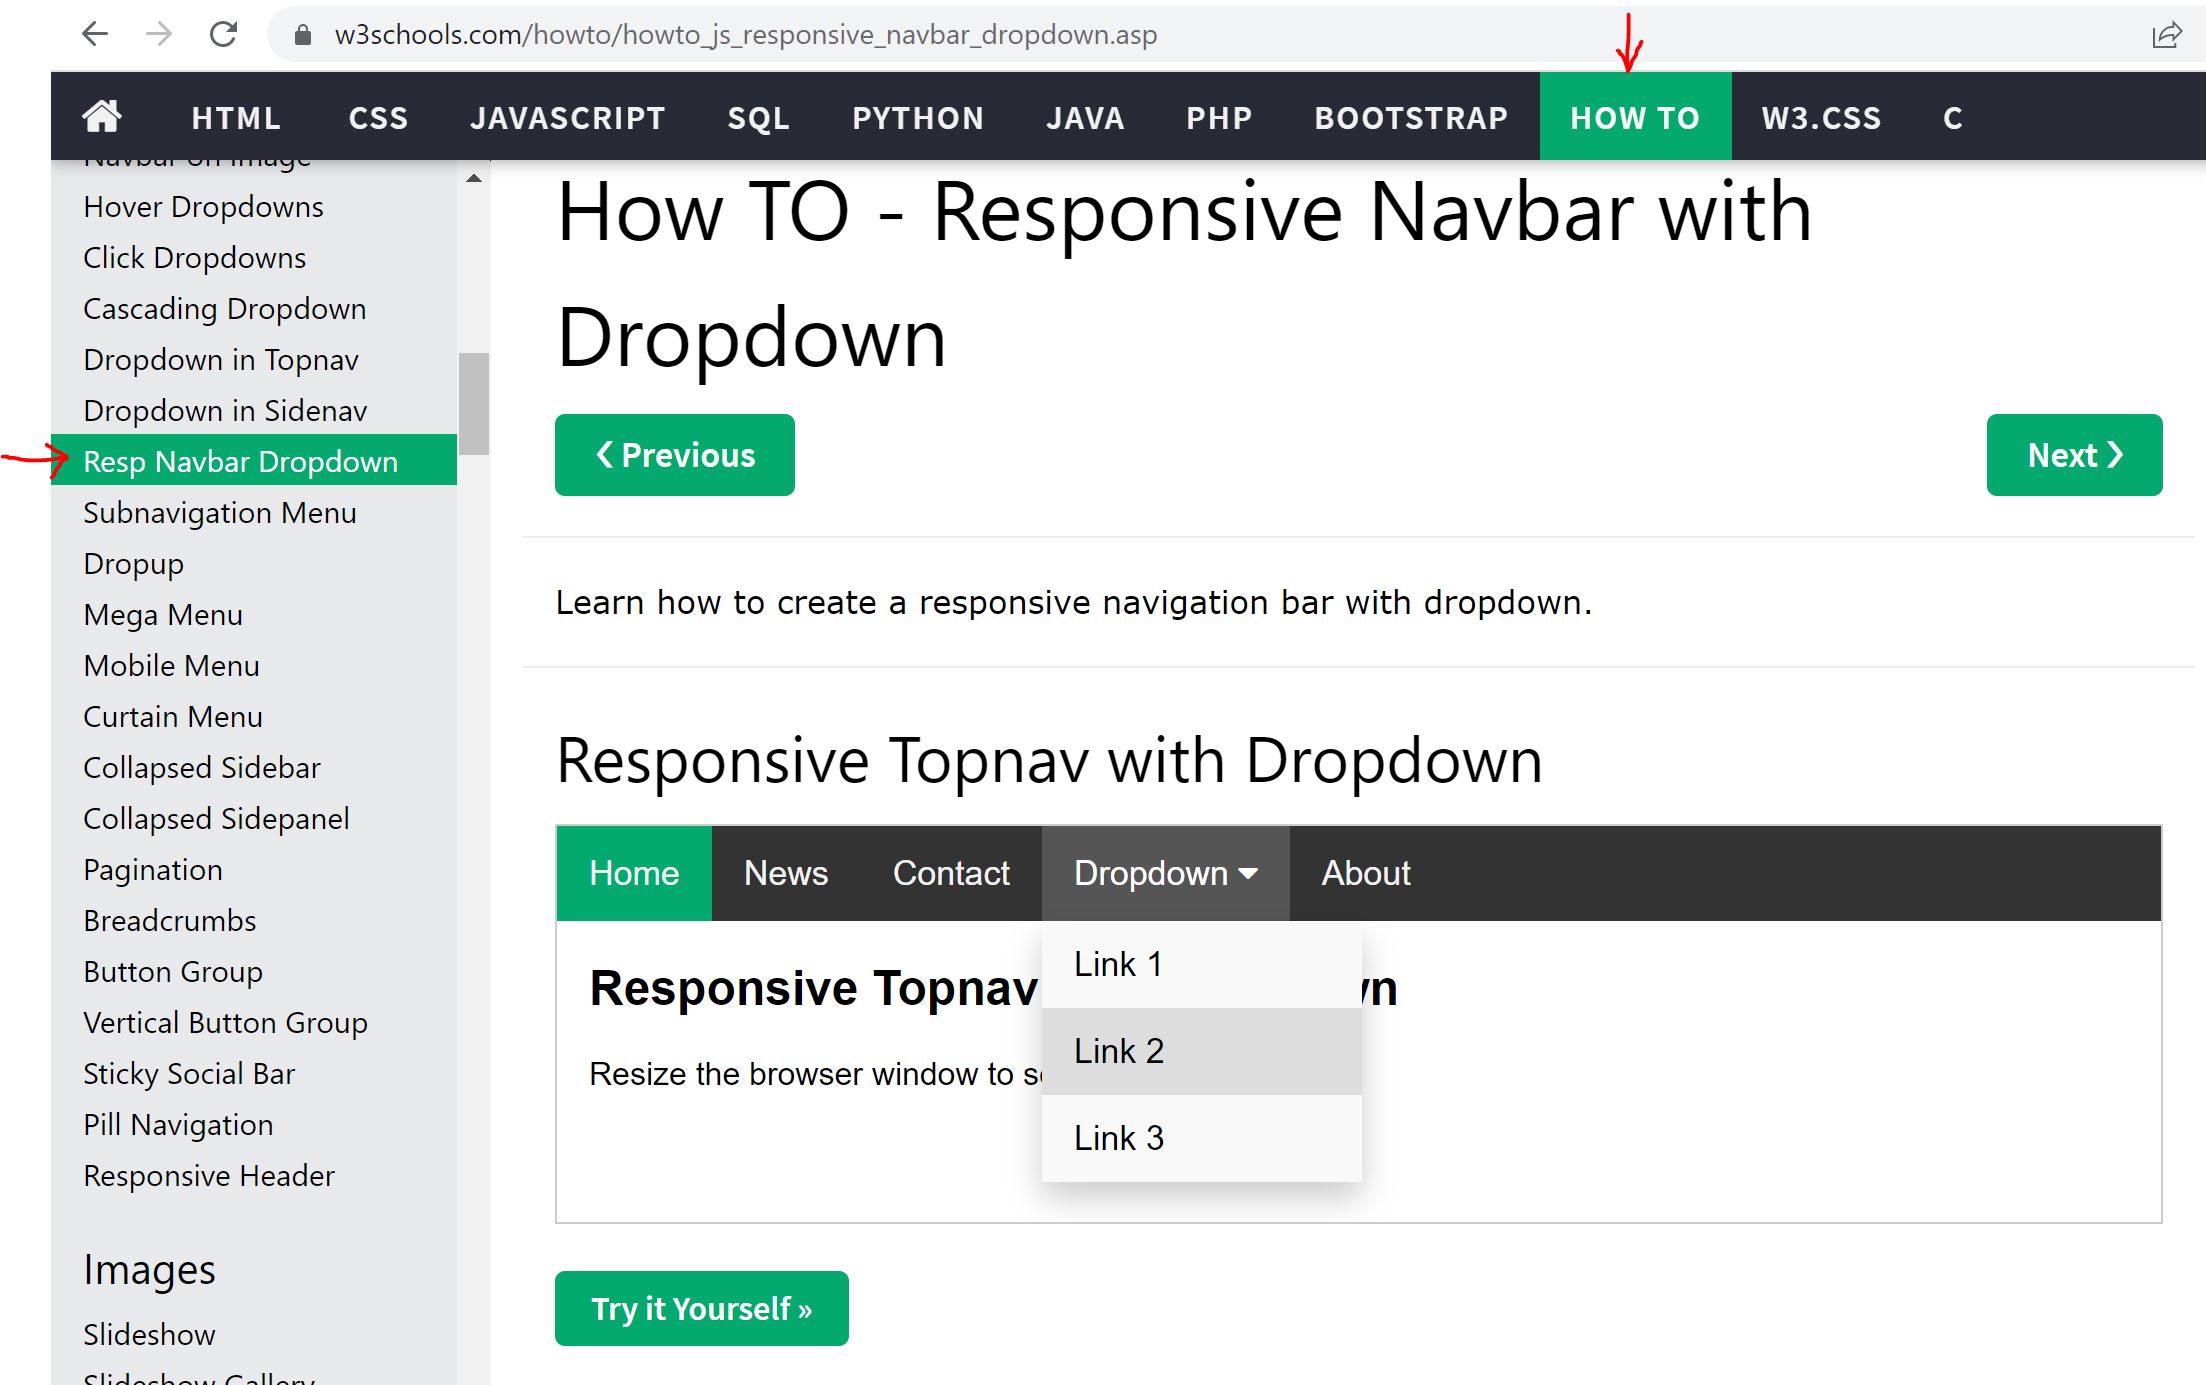 w3schools.com/howto/howto_js_responsive_navbar_dropdown.asp
HTML CSS JAVASCRIPT SQL PYTHON JAVA PHP BOOTSTRAP HOW TO W3.CSS C
Navbar on Image
Hover Dropdowns
Click Dropdowns
Cascading Dropdown
Dropdown in Topnav
Dropdown in Sidenav
Resp Navbar Dropdown
Subnavigation Menu
Dropup
Mega Menu
Mobile Menu
Curtain Menu
Collapsed Sidebar
Collapsed Sidepanel
Pagination
Breadcrumbs
Button Group
Vertical Button Group
Sticky Social Bar
Pill Navigation
Responsive Header
Images
Slideshow
Slideshow Gallery
How TO - Responsive Navbar with
Dropdown
❮ Previous
Next ❯
Learn how to create a responsive navigation bar with dropdown.
Responsive Topnav with Dropdown
Home News Contact Dropdown About
Responsive Topnav
Link 1
Link 2
Link 3
Resize the browser window to
Try it Yourself »